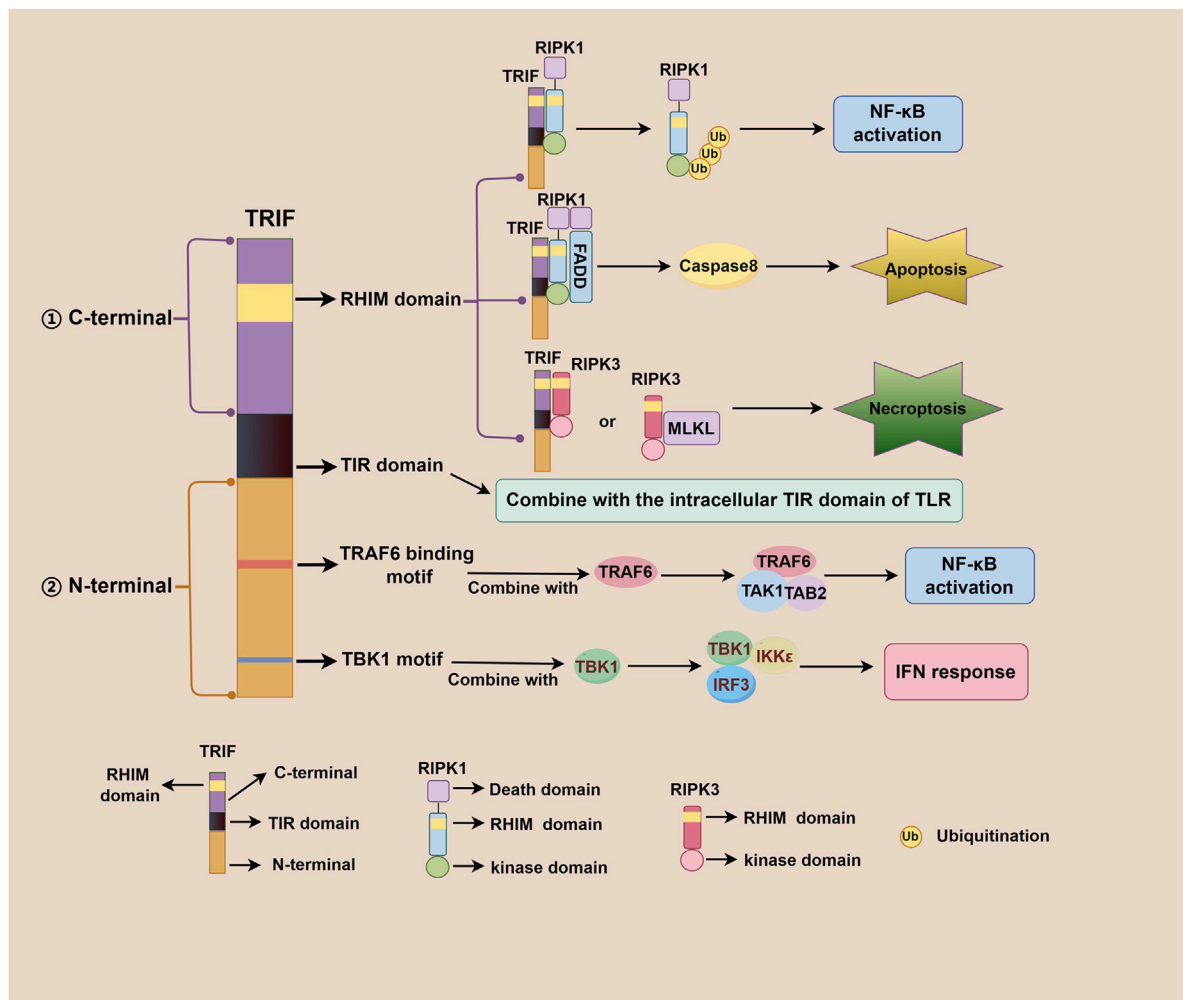 RIPK1
TRIF
RIPK1
Ub
Ub
Ub
NF-κB
activation
TRIF
① C-terminal
RHIM domain
RIPK1
TRIF
FADD
Caspase8
Apoptosis
TRIF
RIPK3
or
RIPK3
MLKL
Necroptosis
TIR domain
Combine with the intracellular TIR domain of TLR
② N-terminal
TRAF6 binding
motif
Combine with
TRAF6
TRAF6
TAK1
TAB2
NF-κB
activation
TBK1 motif
Combine with
TBK1
TBK1
IKKε
IRF3
IFN response
TRIF
RHIM
domain
C-terminal
TIR domain
N-terminal
RIPK1
Death domain
RHIM domain
kinase domain
RIPK3
RHIM domain
kinase domain
Ub
Ubiquitination